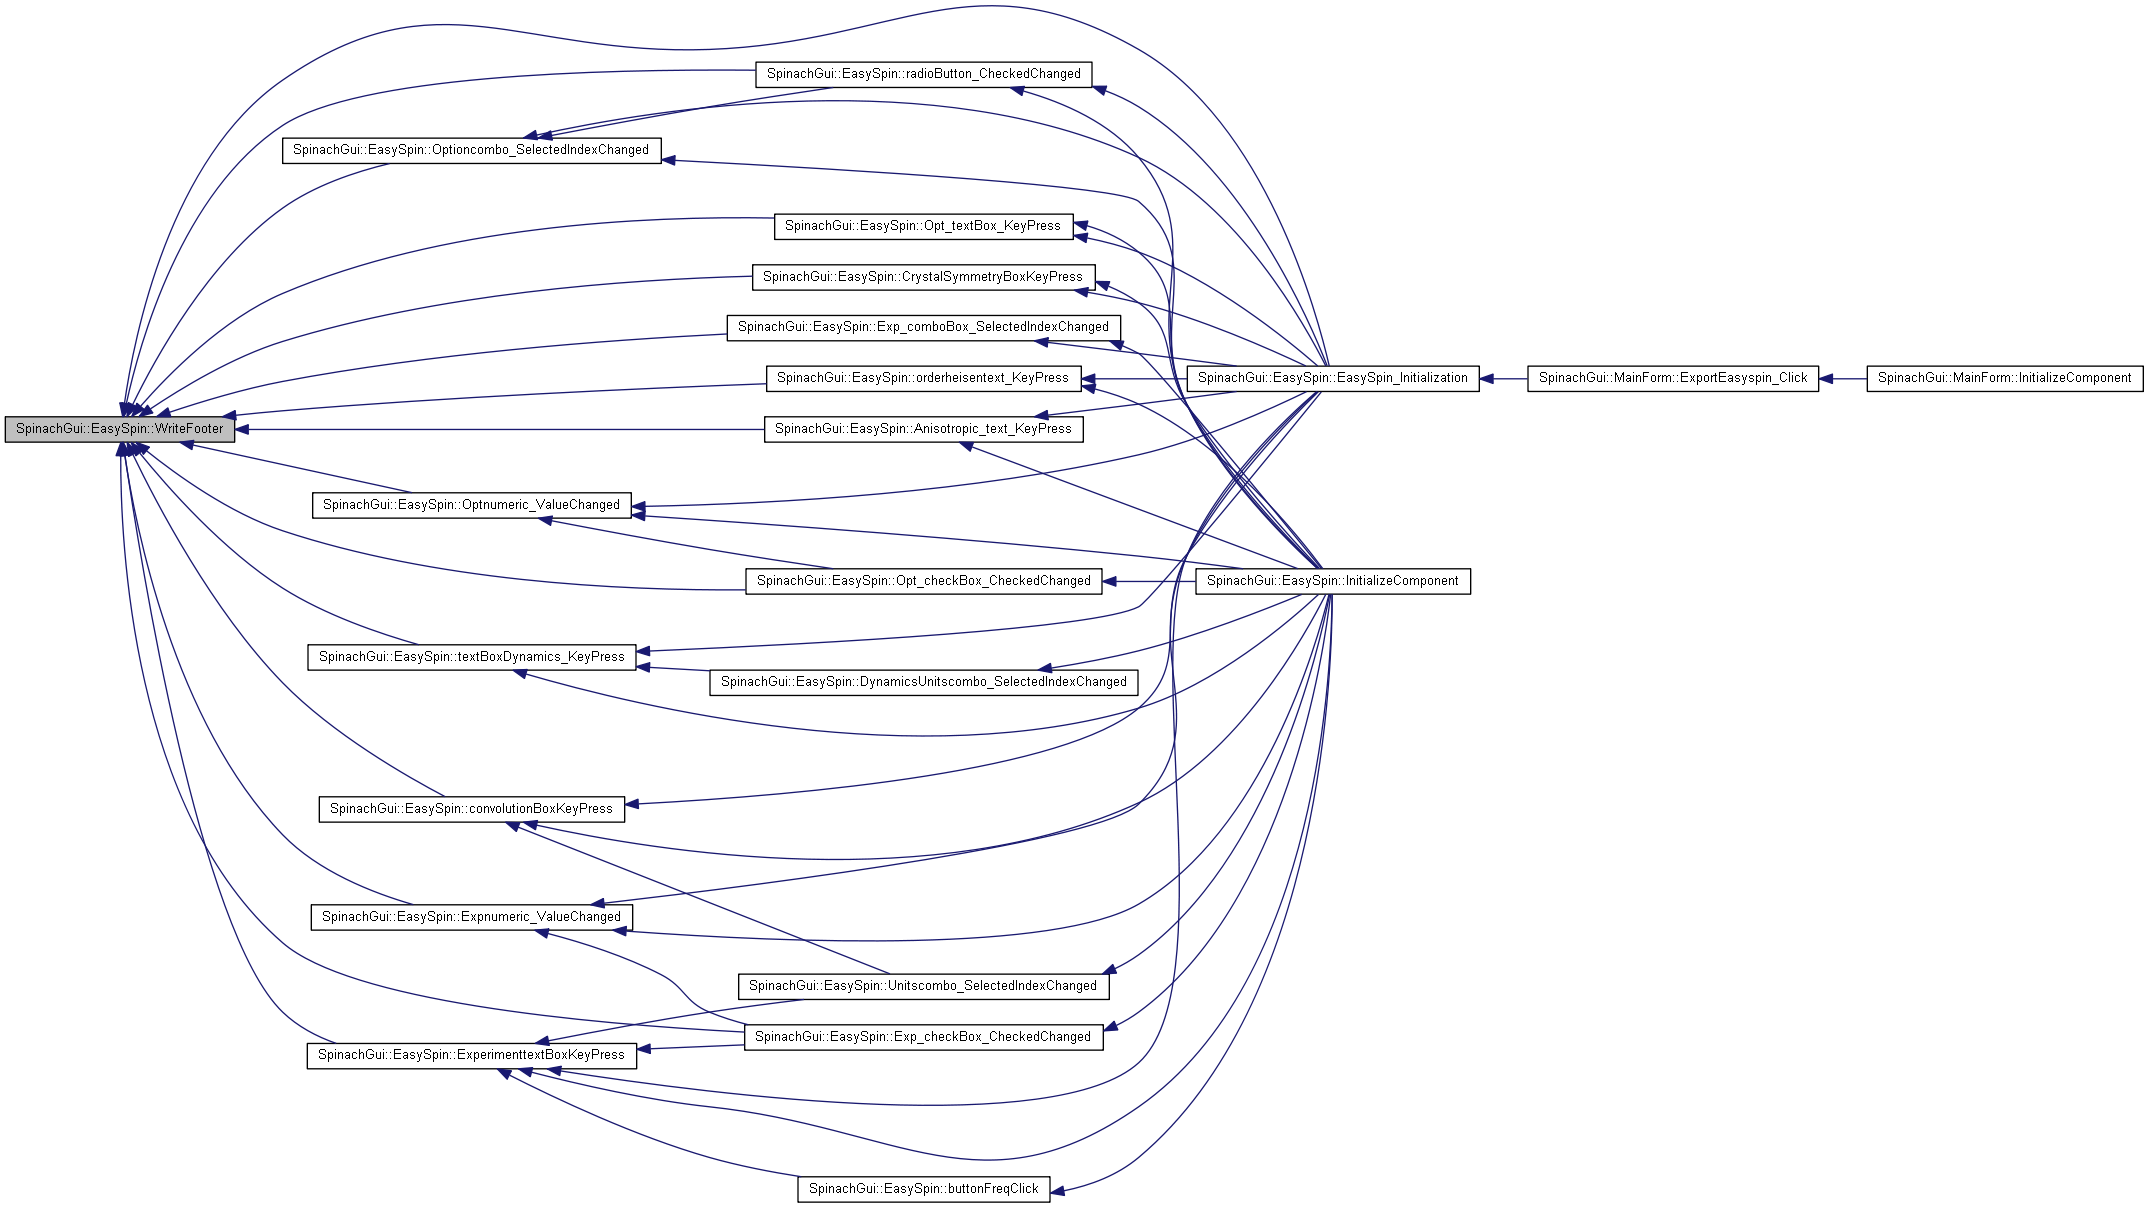 SpinachGui::EasySpin::radioButton_CheckedChanged
SpinachGui::EasySpin::Optioncombo_SelectedIndexChanged
SpinachGui::EasySpin::Opt_textBox_KeyPress
SpinachGui::EasySpin::CrystalSymmetryBoxKeyPress
SpinachGui::EasySpin::Exp_comboBox_SelectedIndexChanged
SpinachGui::EasySpin::orderheisentext_KeyPress
SpinachGui::EasySpin::EasySpin_Initialization
SpinachGui::MainForm::ExportEasyspin_Click
SpinachGui::MainForm::InitializeComponent
SpinachGui::EasySpin::WriteFooter
SpinachGui::EasySpin::Anisotropic_text_KeyPress
SpinachGui::EasySpin::Optnumeric_ValueChanged
SpinachGui::EasySpin::Opt_checkBox_CheckedChanged
SpinachGui::EasySpin::InitializeComponent
SpinachGui::EasySpin::textBoxDynamics_KeyPress
SpinachGui::EasySpin::DynamicsUnitscombo_SelectedIndexChanged
SpinachGui::EasySpin::convolutionBoxKeyPress
SpinachGui::EasySpin::Expnumeric_ValueChanged
SpinachGui::EasySpin::Unitscombo_SelectedIndexChanged
SpinachGui::EasySpin::Exp_checkBox_CheckedChanged
SpinachGui::EasySpin::ExperimenttextBoxKeyPress
SpinachGui::EasySpin::buttonFreqClick